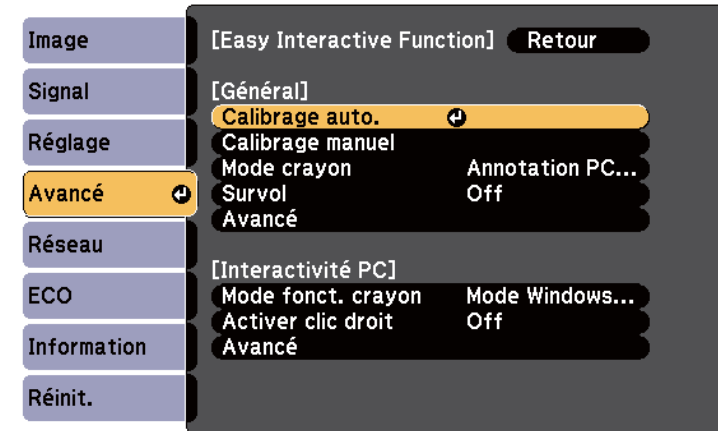 Image
Signal
Réglage
Avancé
Réseau
ECO
Information
Réinit.
[Easy Interactive Function] Retour
[Général]
Calibrage auto.
Calibrage manuel
Mode crayon Annotation PC...
Survol Off
Avancé
[Interactivité PC]
Mode fonct. crayon Mode Windows...
Activer clic droit Off
Avancé